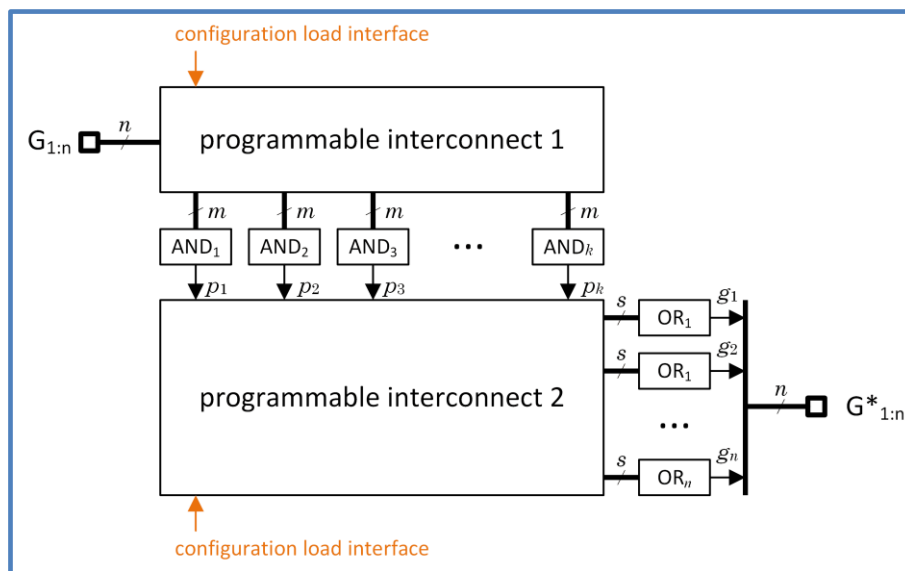 configuration load interface
n
G1:n
programmable interconnect 1
m m m m
AND1 AND2 AND3 ... ANDk
p1 p2 p3 pk
s OR1 g1
programmable interconnect 2
s OR1 g2
n
G*1:n
...
s ORn gn
configuration load interface